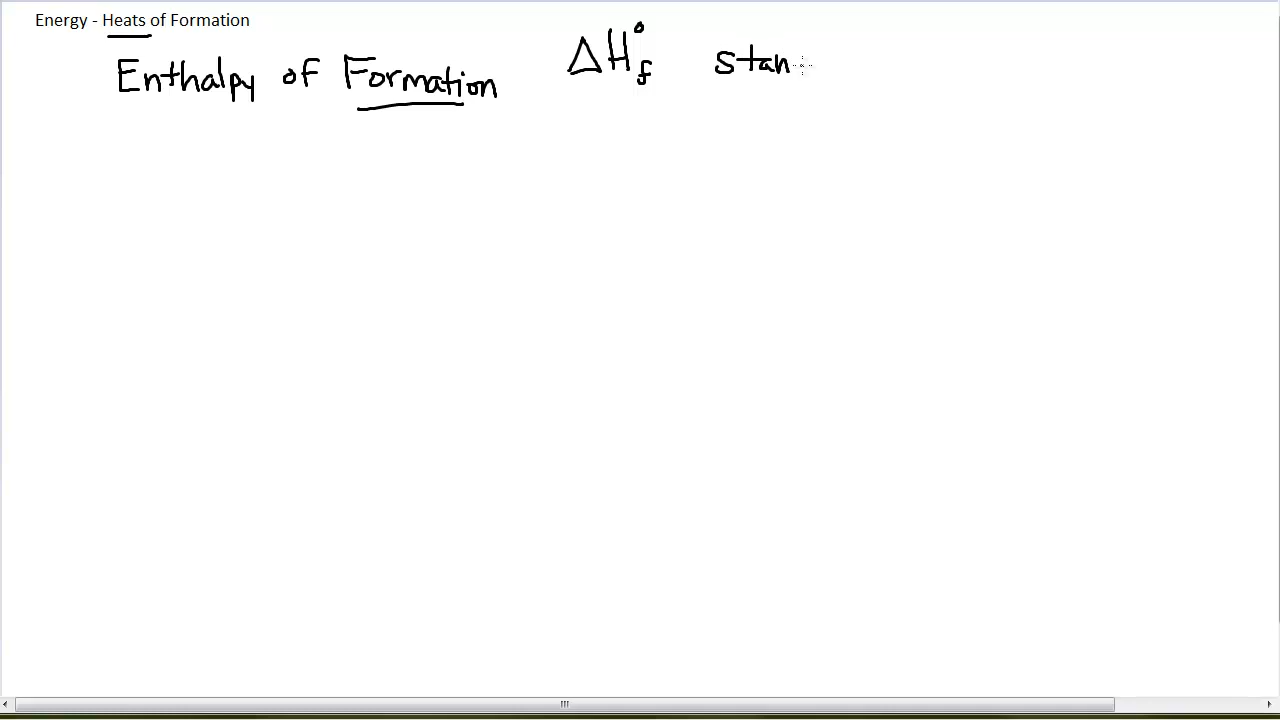 Energy - Heats of Formation
Enthalpy of Formation ΔH°f stan